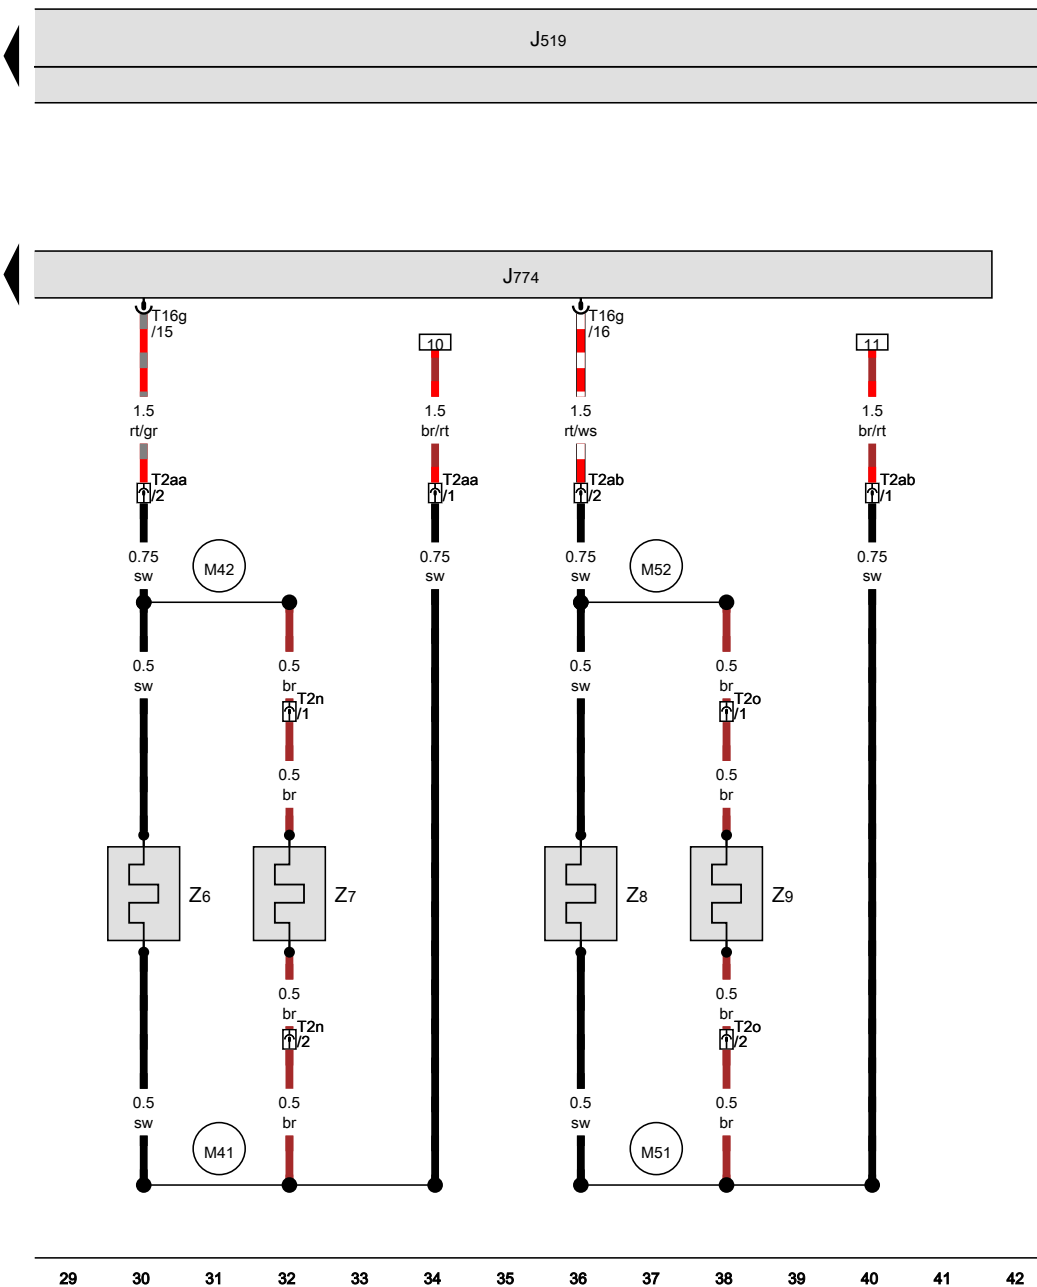 J519
J774
T16g
/15
T16g
/16
10
11
1.5
rt/gr
1.5
br/rt
1.5
rt/ws
1.5
br/rt
T2aa
/2
T2aa
/1
T2ab
/2
T2ab
/1
0.75
sw
M42
0.75
sw
0.75
sw
M52
0.75
sw
0.5
sw
0.5
br
0.5
sw
0.5
br
T2n
/1
T2o
/1
0.5
br
0.5
br
Z6
Z7
Z8
Z9
0.5
br
0.5
br
T2n
/2
T2o
/2
0.5
sw
0.5
br
0.5
sw
0.5
br
M41
M51
29 30 31 32 33 34 35 36 37 38 39 40 41 42